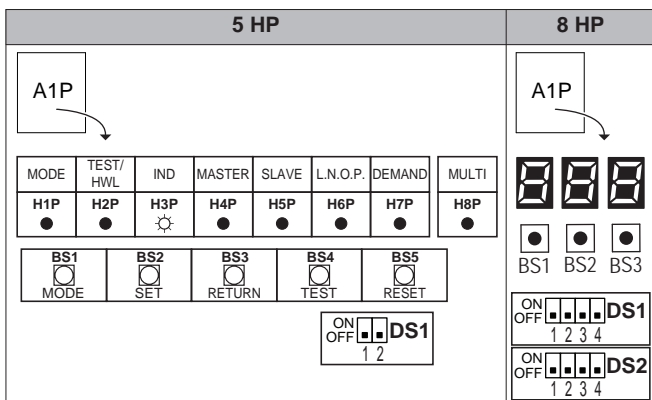 5 HP
8 HP
A1P
A1P
MODE TEST/HWL IND MASTER SLAVE L.N.O.P. DEMAND MULTI
H1P H2P H3P H4P H5P H6P H7P H8P
BS1 BS2 BS3 BS4 BS5
MODE SET RETURN TEST RESET
ON
OFF DS1
1 2
888
BS1 BS2 BS3
ON
OFF DS1
1 2 3 4
ON
OFF DS2
1 2 3 4